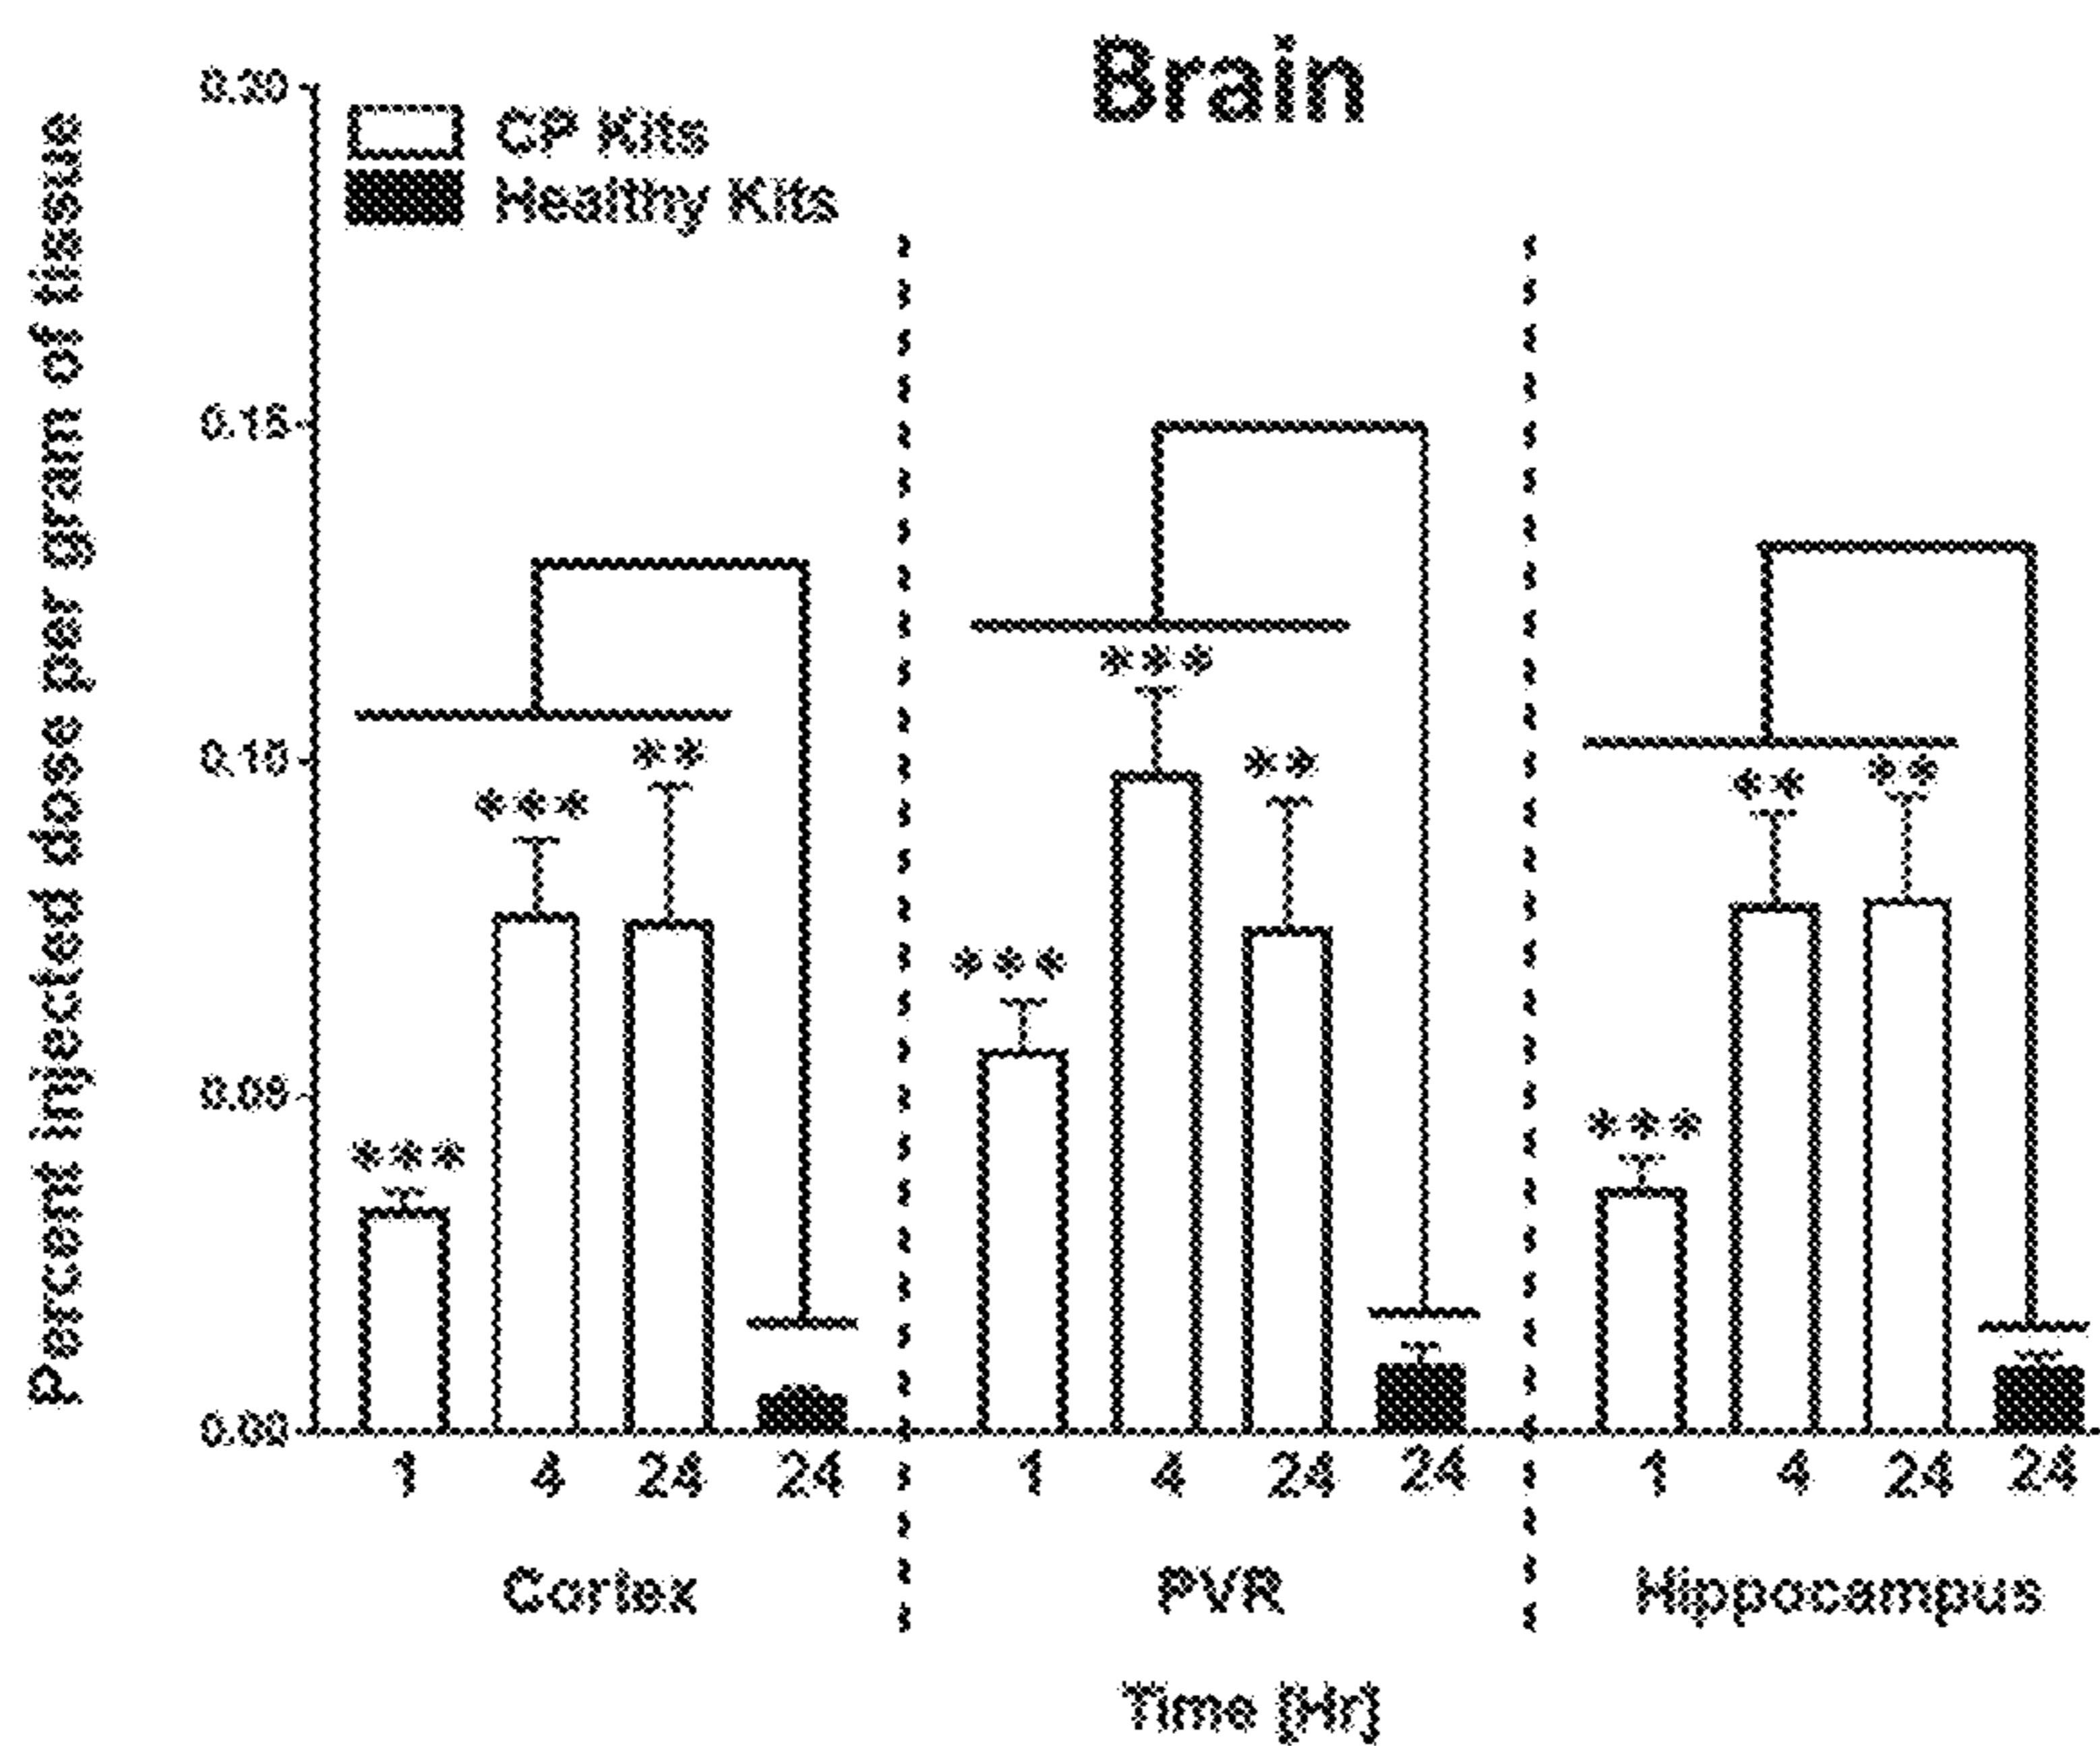 Brain
CP Kits
Healthy Kits
Percent injected dose per gram of tissue
0.20
0.15
0.10
0.05
0.00
***
***
**
***
***
**
***
**
**
1 4 24 24 1 4 24 24 1 4 24 24
Cortex PVR Hippocampus
Time [Hr]